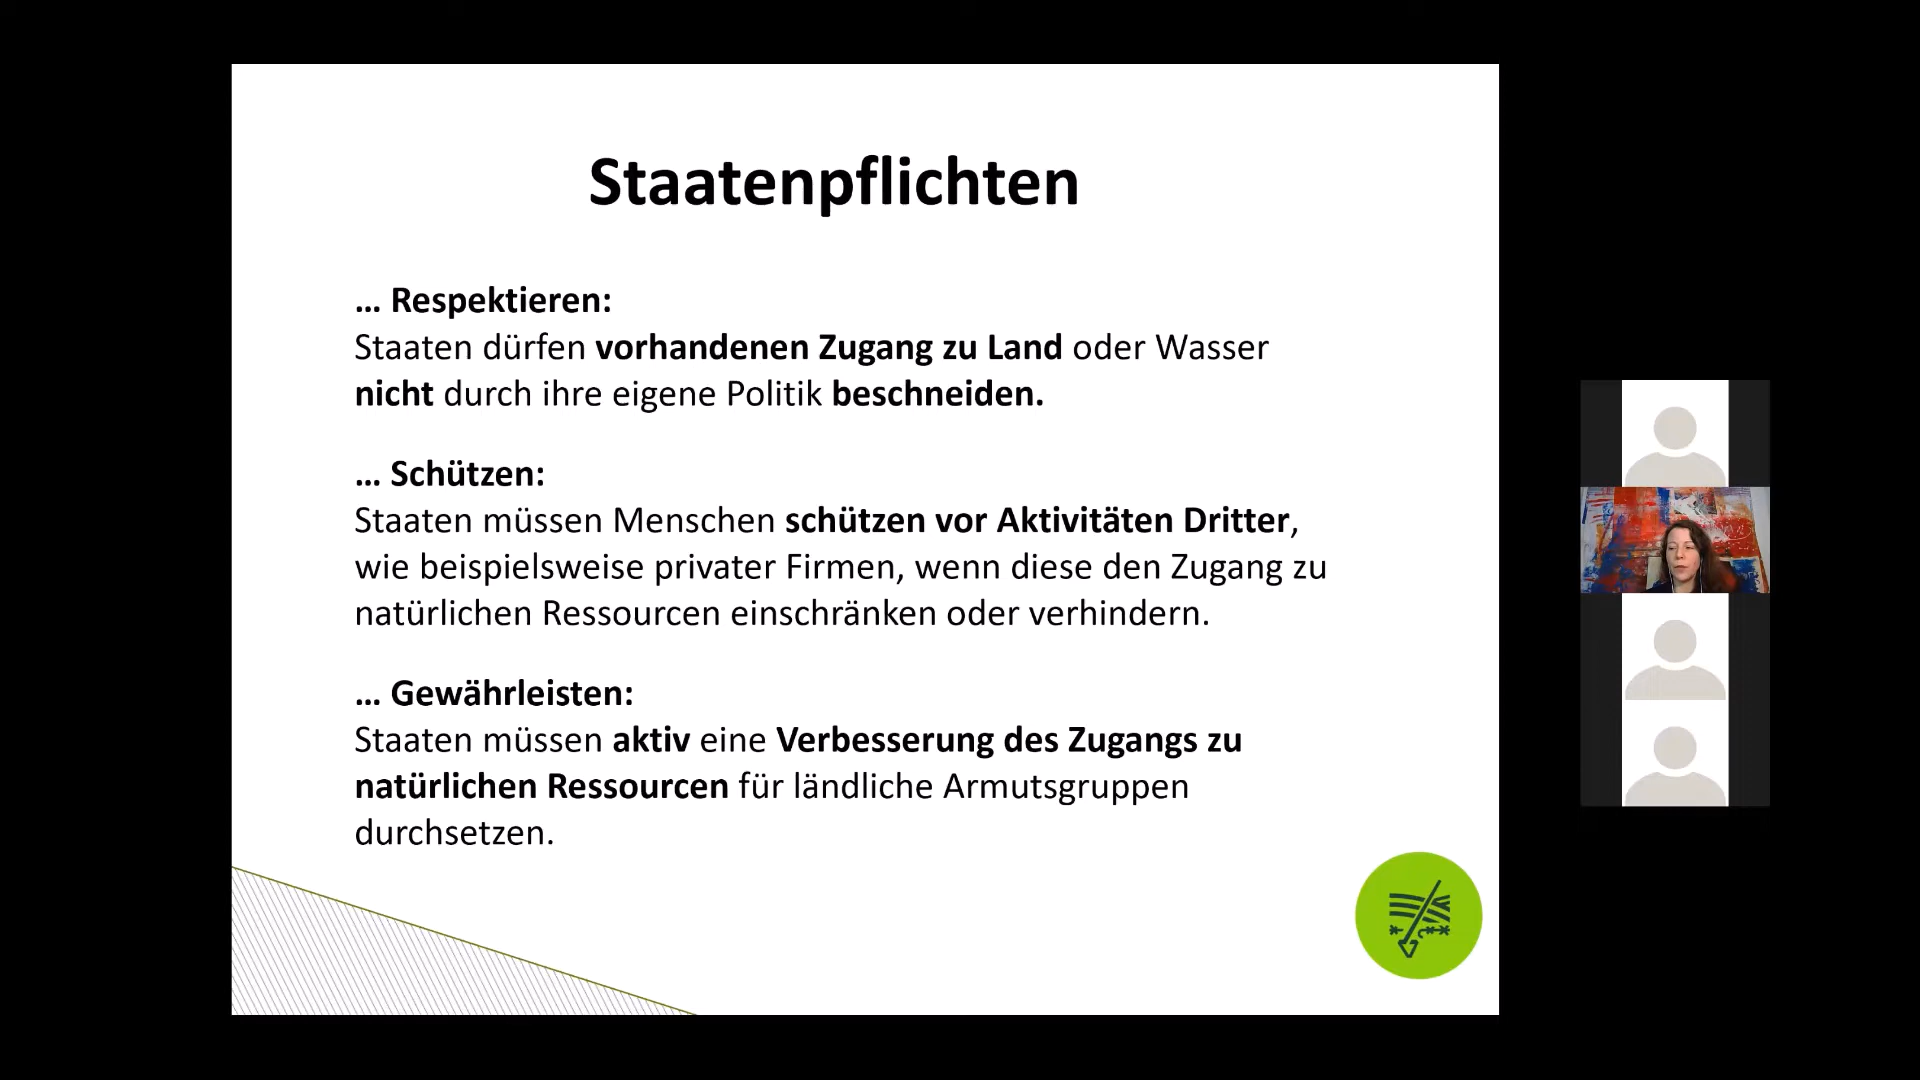 Staatenpflichten
... Respektieren:
Staaten dürfen vorhandenen Zugang zu Land oder Wasser
nicht durch ihre eigene Politik beschneiden.
... Schützen:
Staaten müssen Menschen schützen vor Aktivitäten Dritter,
wie beispielsweise privater Firmen, wenn diese den Zugang zu
natürlichen Ressourcen einschränken oder verhindern.
... Gewährleisten:
Staaten müssen aktiv eine Verbesserung des Zugangs zu
natürlichen Ressourcen für ländliche Armutsgruppen
durchsetzen.